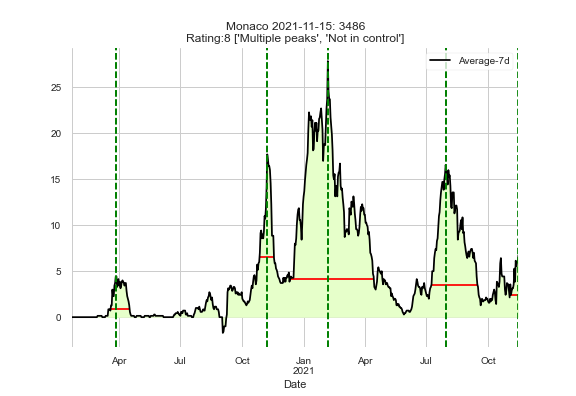 Monaco 2021-11-15: 3486
Rating:8 ['Multiple peaks', 'Not in control']
Average-7d
25
20
15
10
5
0
Apr Jul Oct Jan Apr Jul Oct
2021
Date